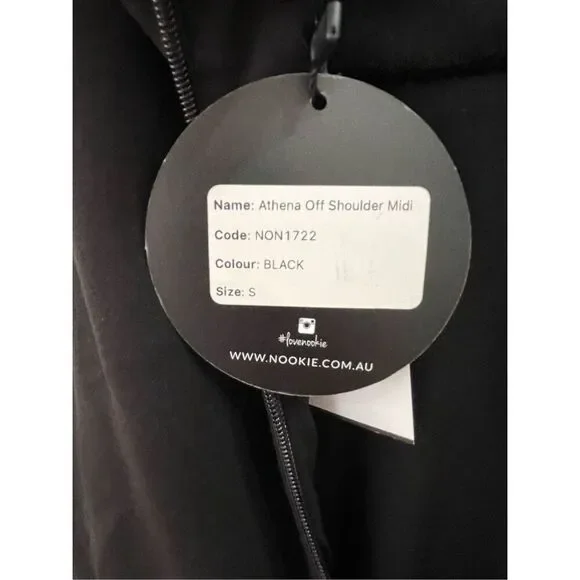 Name: Athena Off Shoulder Midi
Code: NON1722
Colour: BLACK
Size: S
#lovenookie
WWW.NOOKIE.COM.AU